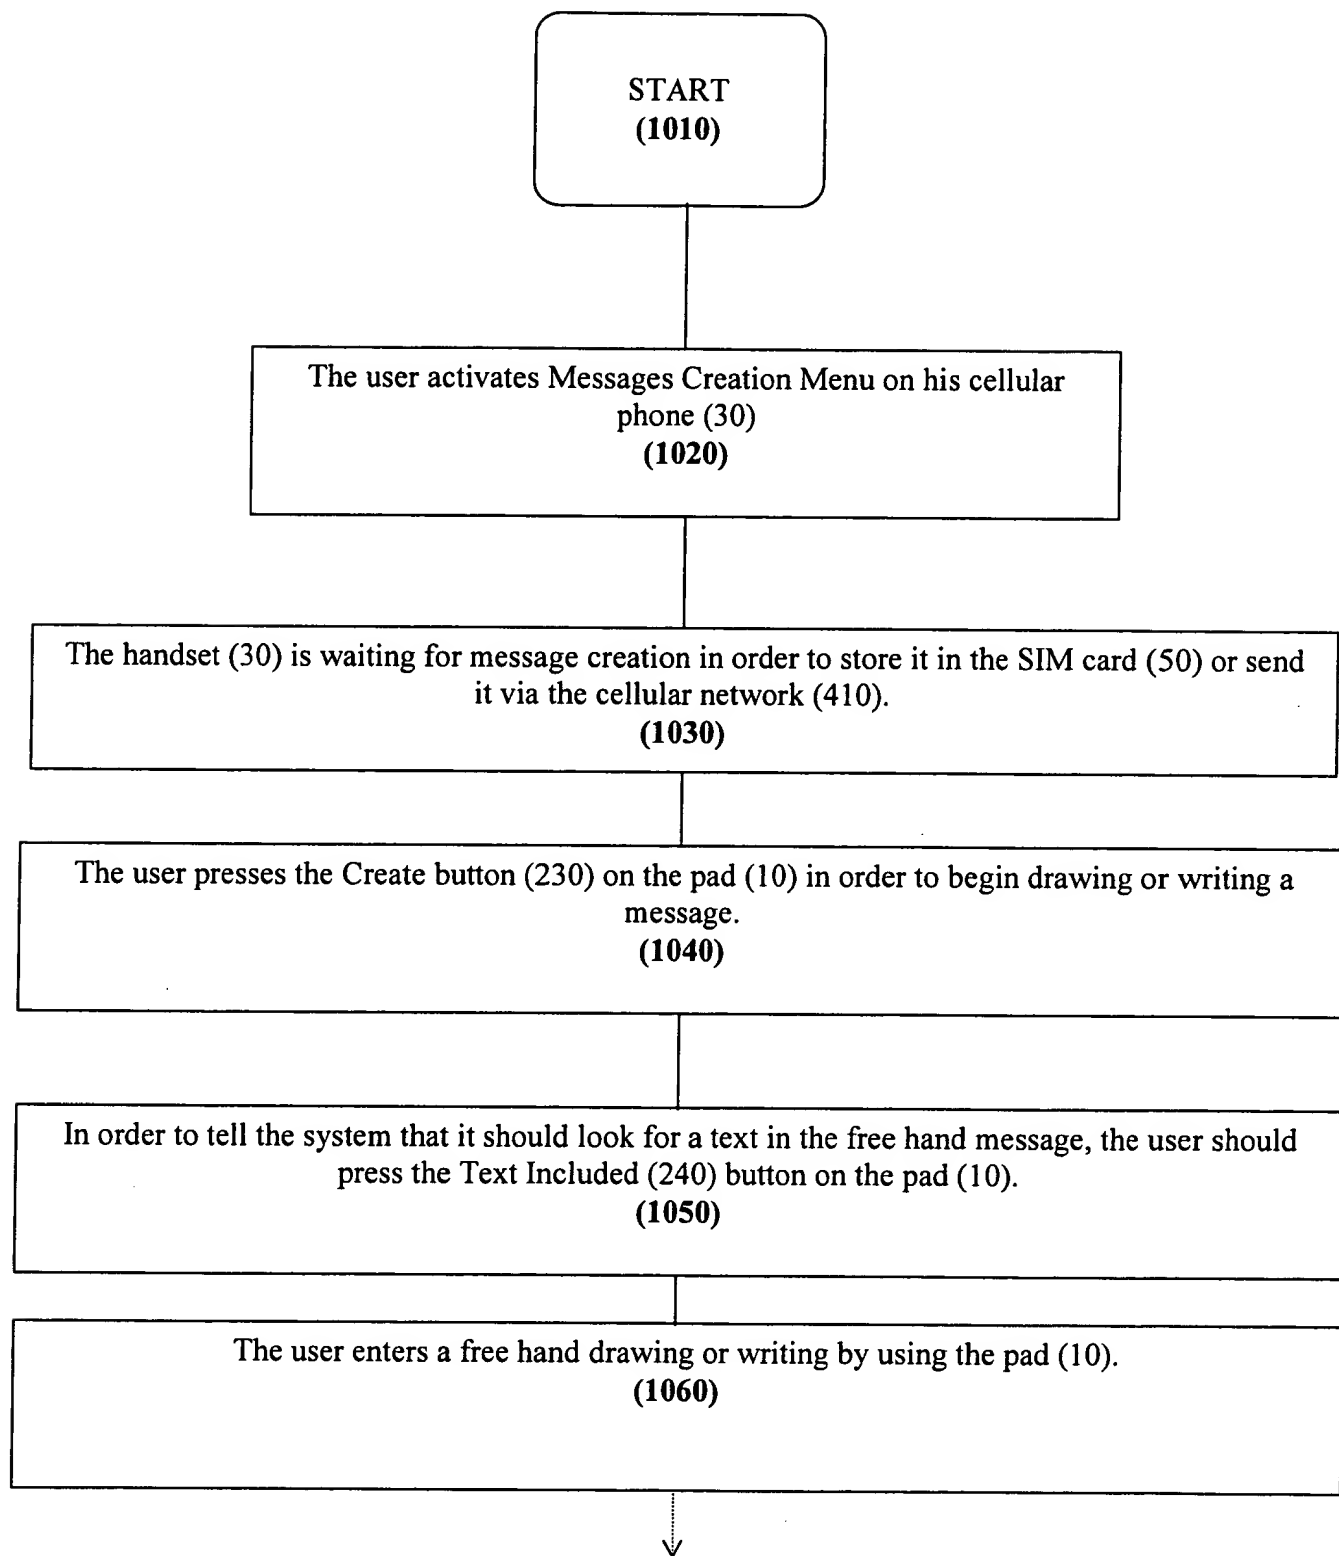 START
(1010)
The user activates Messages Creation Menu on his cellular
phone (30)
(1020)
The handset (30) is waiting for message creation in order to store it in the SIM card (50) or send
it via the cellular network (410).
(1030)
The user presses the Create button (230) on the pad (10) in order to begin drawing or writing a
message.
(1040)
In order to tell the system that it should look for a text in the free hand message, the user should
press the Text Included (240) button on the pad (10).
(1050)
The user enters a free hand drawing or writing by using the pad (10).
(1060)